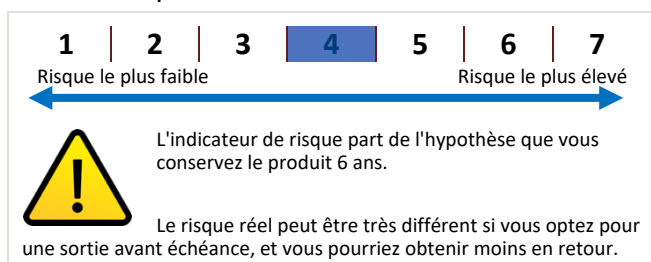 1 2 3 4 5 6 7
Risque le plus faible Risque le plus élevé
L'indicateur de risque part de l'hypothèse que vous
conservez le produit 6 ans.
Le risque réel peut être très différent si vous optez pour
une sortie avant échéance, et vous pourriez obtenir moins en retour.